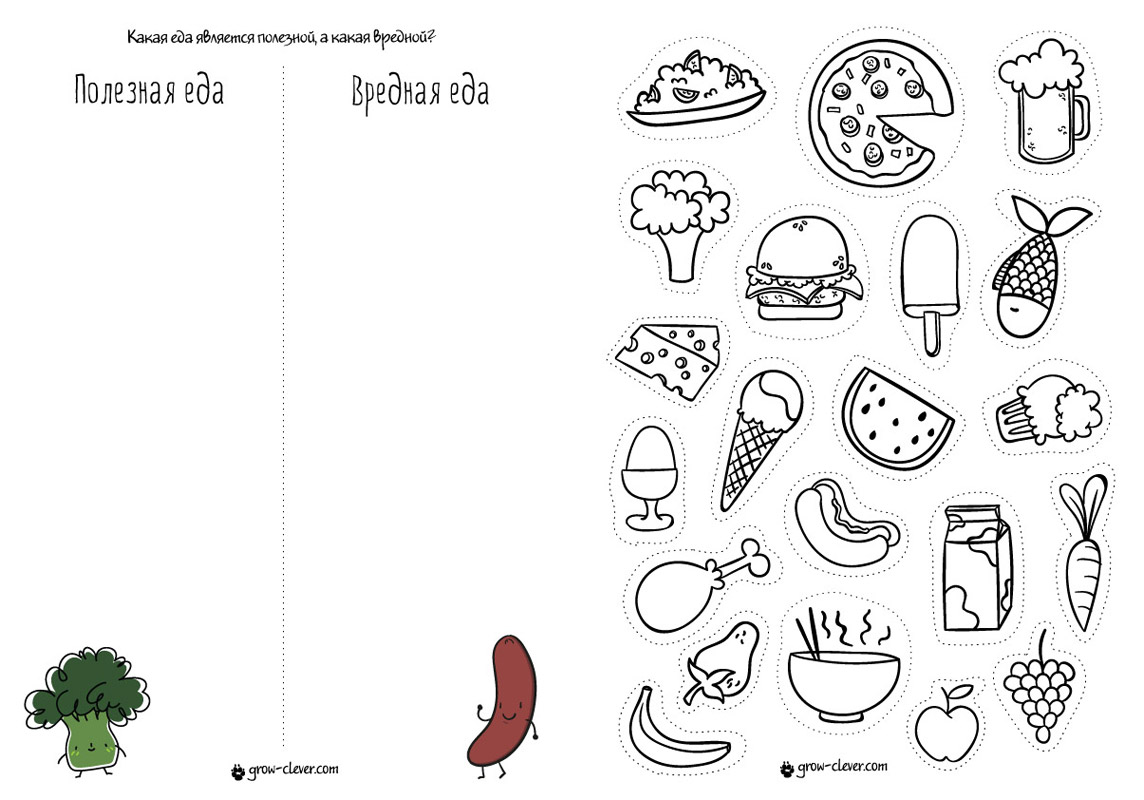 Какая еда является полезной, а какая вредной?
Полезная еда
Вредная еда
grow-clever.com
grow-clever.com